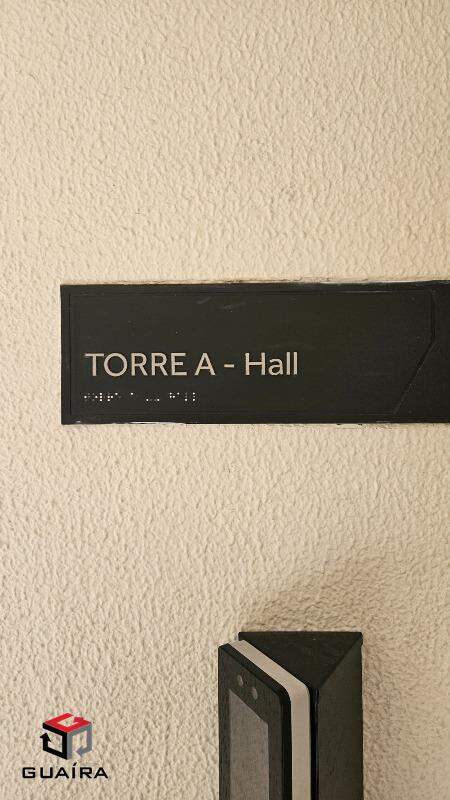 TORRE A - Hall
⠞⠕⠗⠗⠑ ⠁ ⠤⠤ ⠓⠁⠇⠇
GUAÍRA